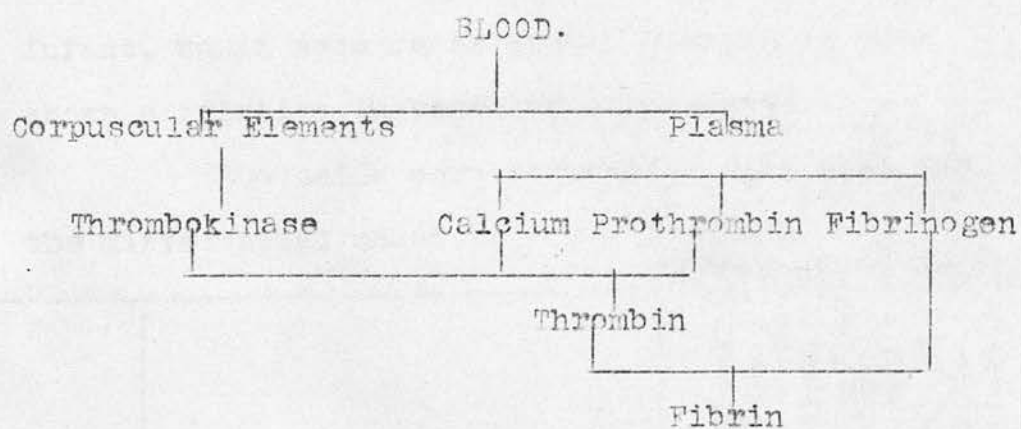 BLOOD.
Corpuscular Elements Plasma
Thrombokinase Calcium Prothrombin Fibrinogen
Thrombin
Fibrin